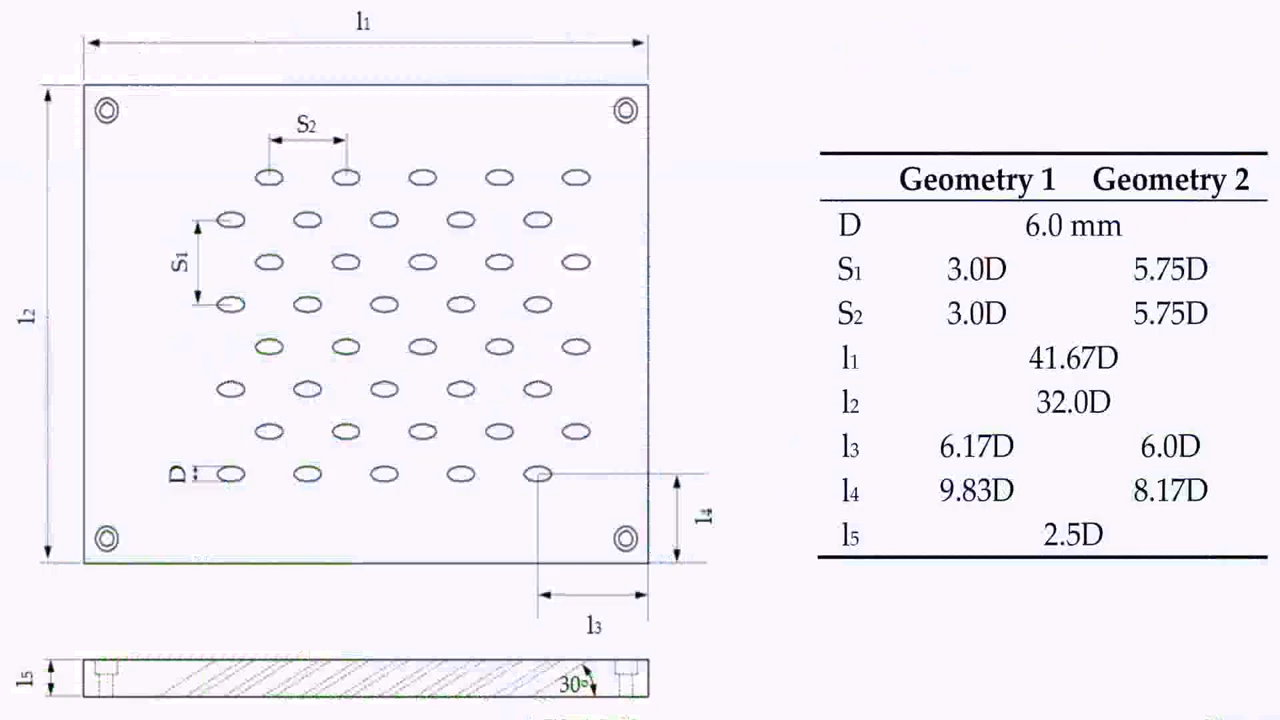 l1
S2
S1
l2
D
l4
l3
l5
30°
Geometry 1 Geometry 2
D 6.0 mm
S1 3.0D 5.75D
S2 3.0D 5.75D
l1 41.67D
l2 32.0D
l3 6.17D 6.0D
l4 9.83D 8.17D
l5 2.5D